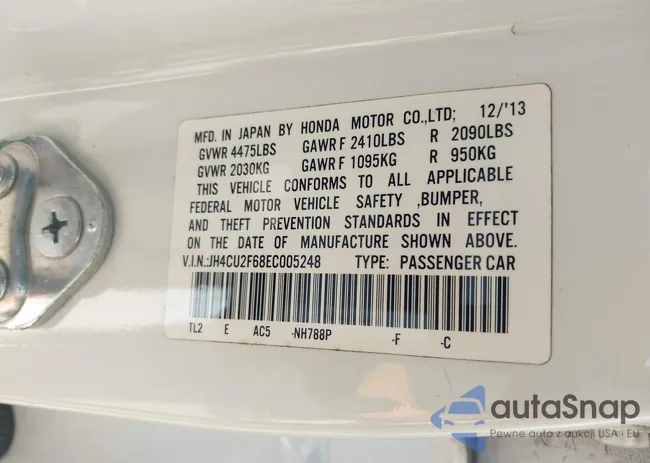 MFD. IN JAPAN BY HONDA MOTOR CO.,LTD; 12/'13
GVWR 4475LBS GAWR F 2410LBS R 2090LBS
GVWR 2030KG GAWR F 1095KG R 950KG
THIS VEHICLE CONFORMS TO ALL APPLICABLE
FEDERAL MOTOR VEHICLE SAFETY ,BUMPER,
AND THEFT PREVENTION STANDARDS IN EFFECT
ON THE DATE OF MANUFACTURE SHOWN ABOVE.
V.I.N.:JH4CU2F68EC005248 TYPE: PASSENGER CAR
TL2 E AC5 -NH788P -F -C
autoSnap
Pewne auta z aukcji USA i EU